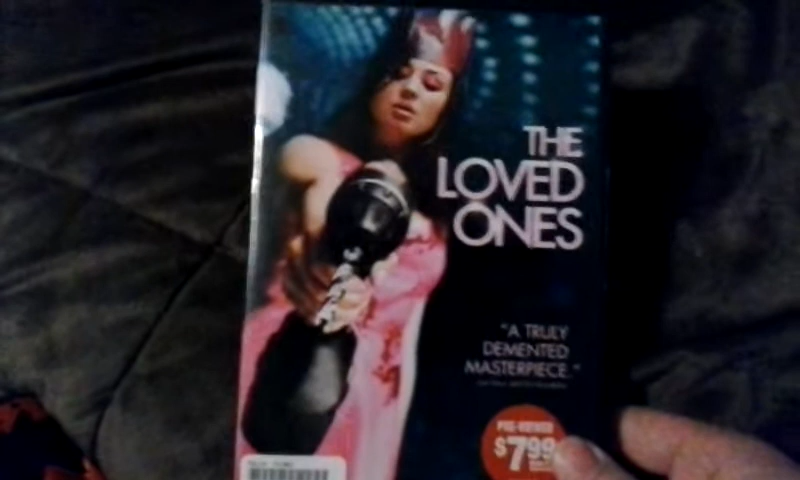 THE
LOVED
ONES
"A TRULY
DEMENTED
MASTERPIECE."
PRE-VIEWED
$7.99